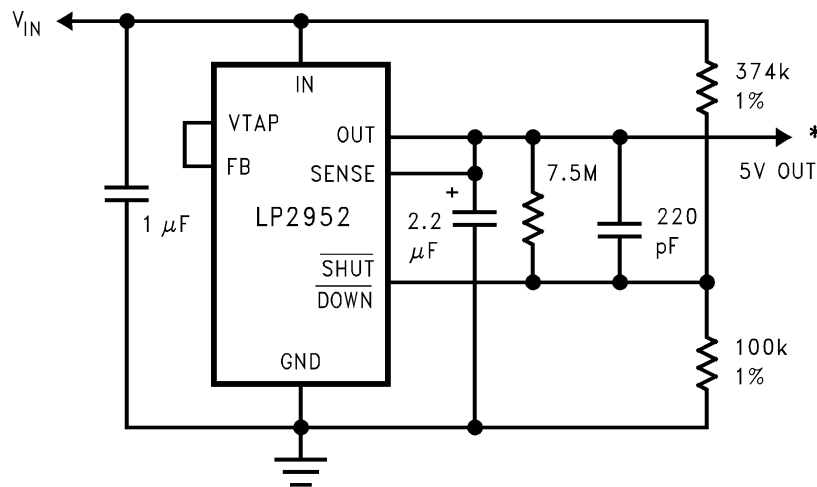 VIN
374k
1%
IN
VTAP
OUT
*
FB
SENSE
7.5M
5V OUT
+
1 μF
LP2952
2.2
μF
220
pF
SHUT
DOWN
GND
100k
1%